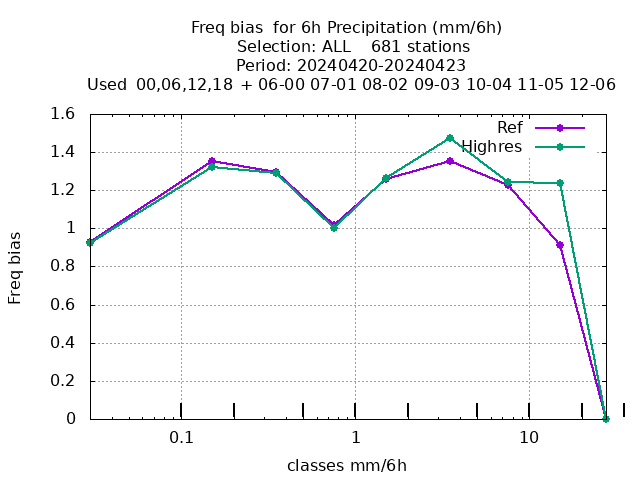 Freq bias  for 6h Precipitation (mm/6h)
Selection: ALL    681 stations
Period: 20240420-20240423
Used  00,06,12,18  + 06-00 07-01 08-02 09-03 10-04 11-05 12-06
Ref
Highres
1.6
1.4
1.2
1
0.8
0.6
0.4
0.2
0
Freq bias
0.1
1
10
classes mm/6h